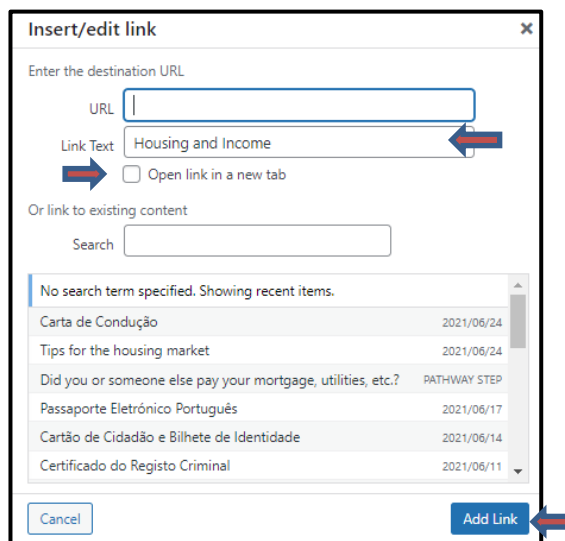 Insert/edit link
Enter the destination URL
URL
Link Text Housing and Income
Open link in a new tab
Or link to existing content
Search
No search term specified. Showing recent items.
Carta de Condução 2021/06/24
Tips for the housing market 2021/06/24
Did you or someone else pay your mortgage, utilities, etc.? PATHWAY STEP
Passaporte Eletrónico Português 2021/06/17
Cartão de Cidadão e Bilhete de Identidade 2021/06/14
Certificado do Registo Criminal 2021/06/11
Cancel Add Link